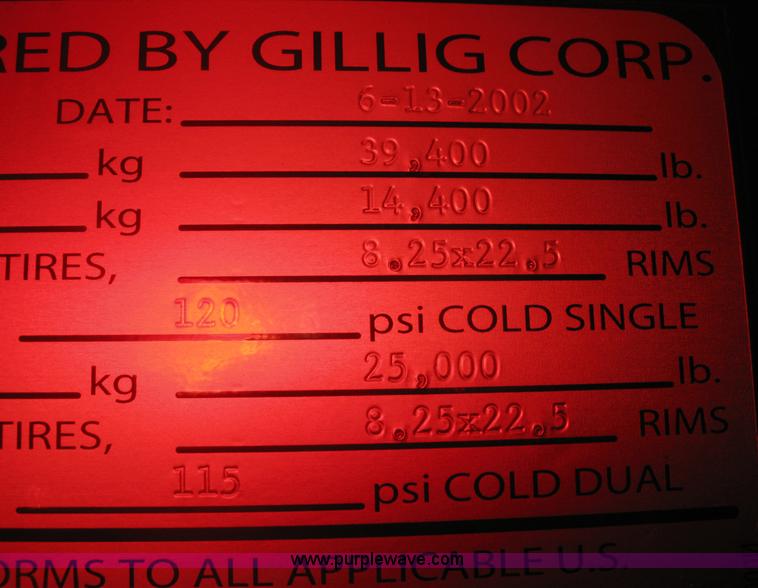 RED BY GILLIG CORP.
DATE: 6-13-2002
kg 39,400 lb.
kg 14,400 lb.
TIRES, 8.25x22.5 RIMS
120 psi COLD SINGLE
kg 25,000 lb.
TIRES, 8.25x22.5 RIMS
115 psi COLD DUAL
www.purplewave.com
ORMS TO ALL APPLICABLE U.S.